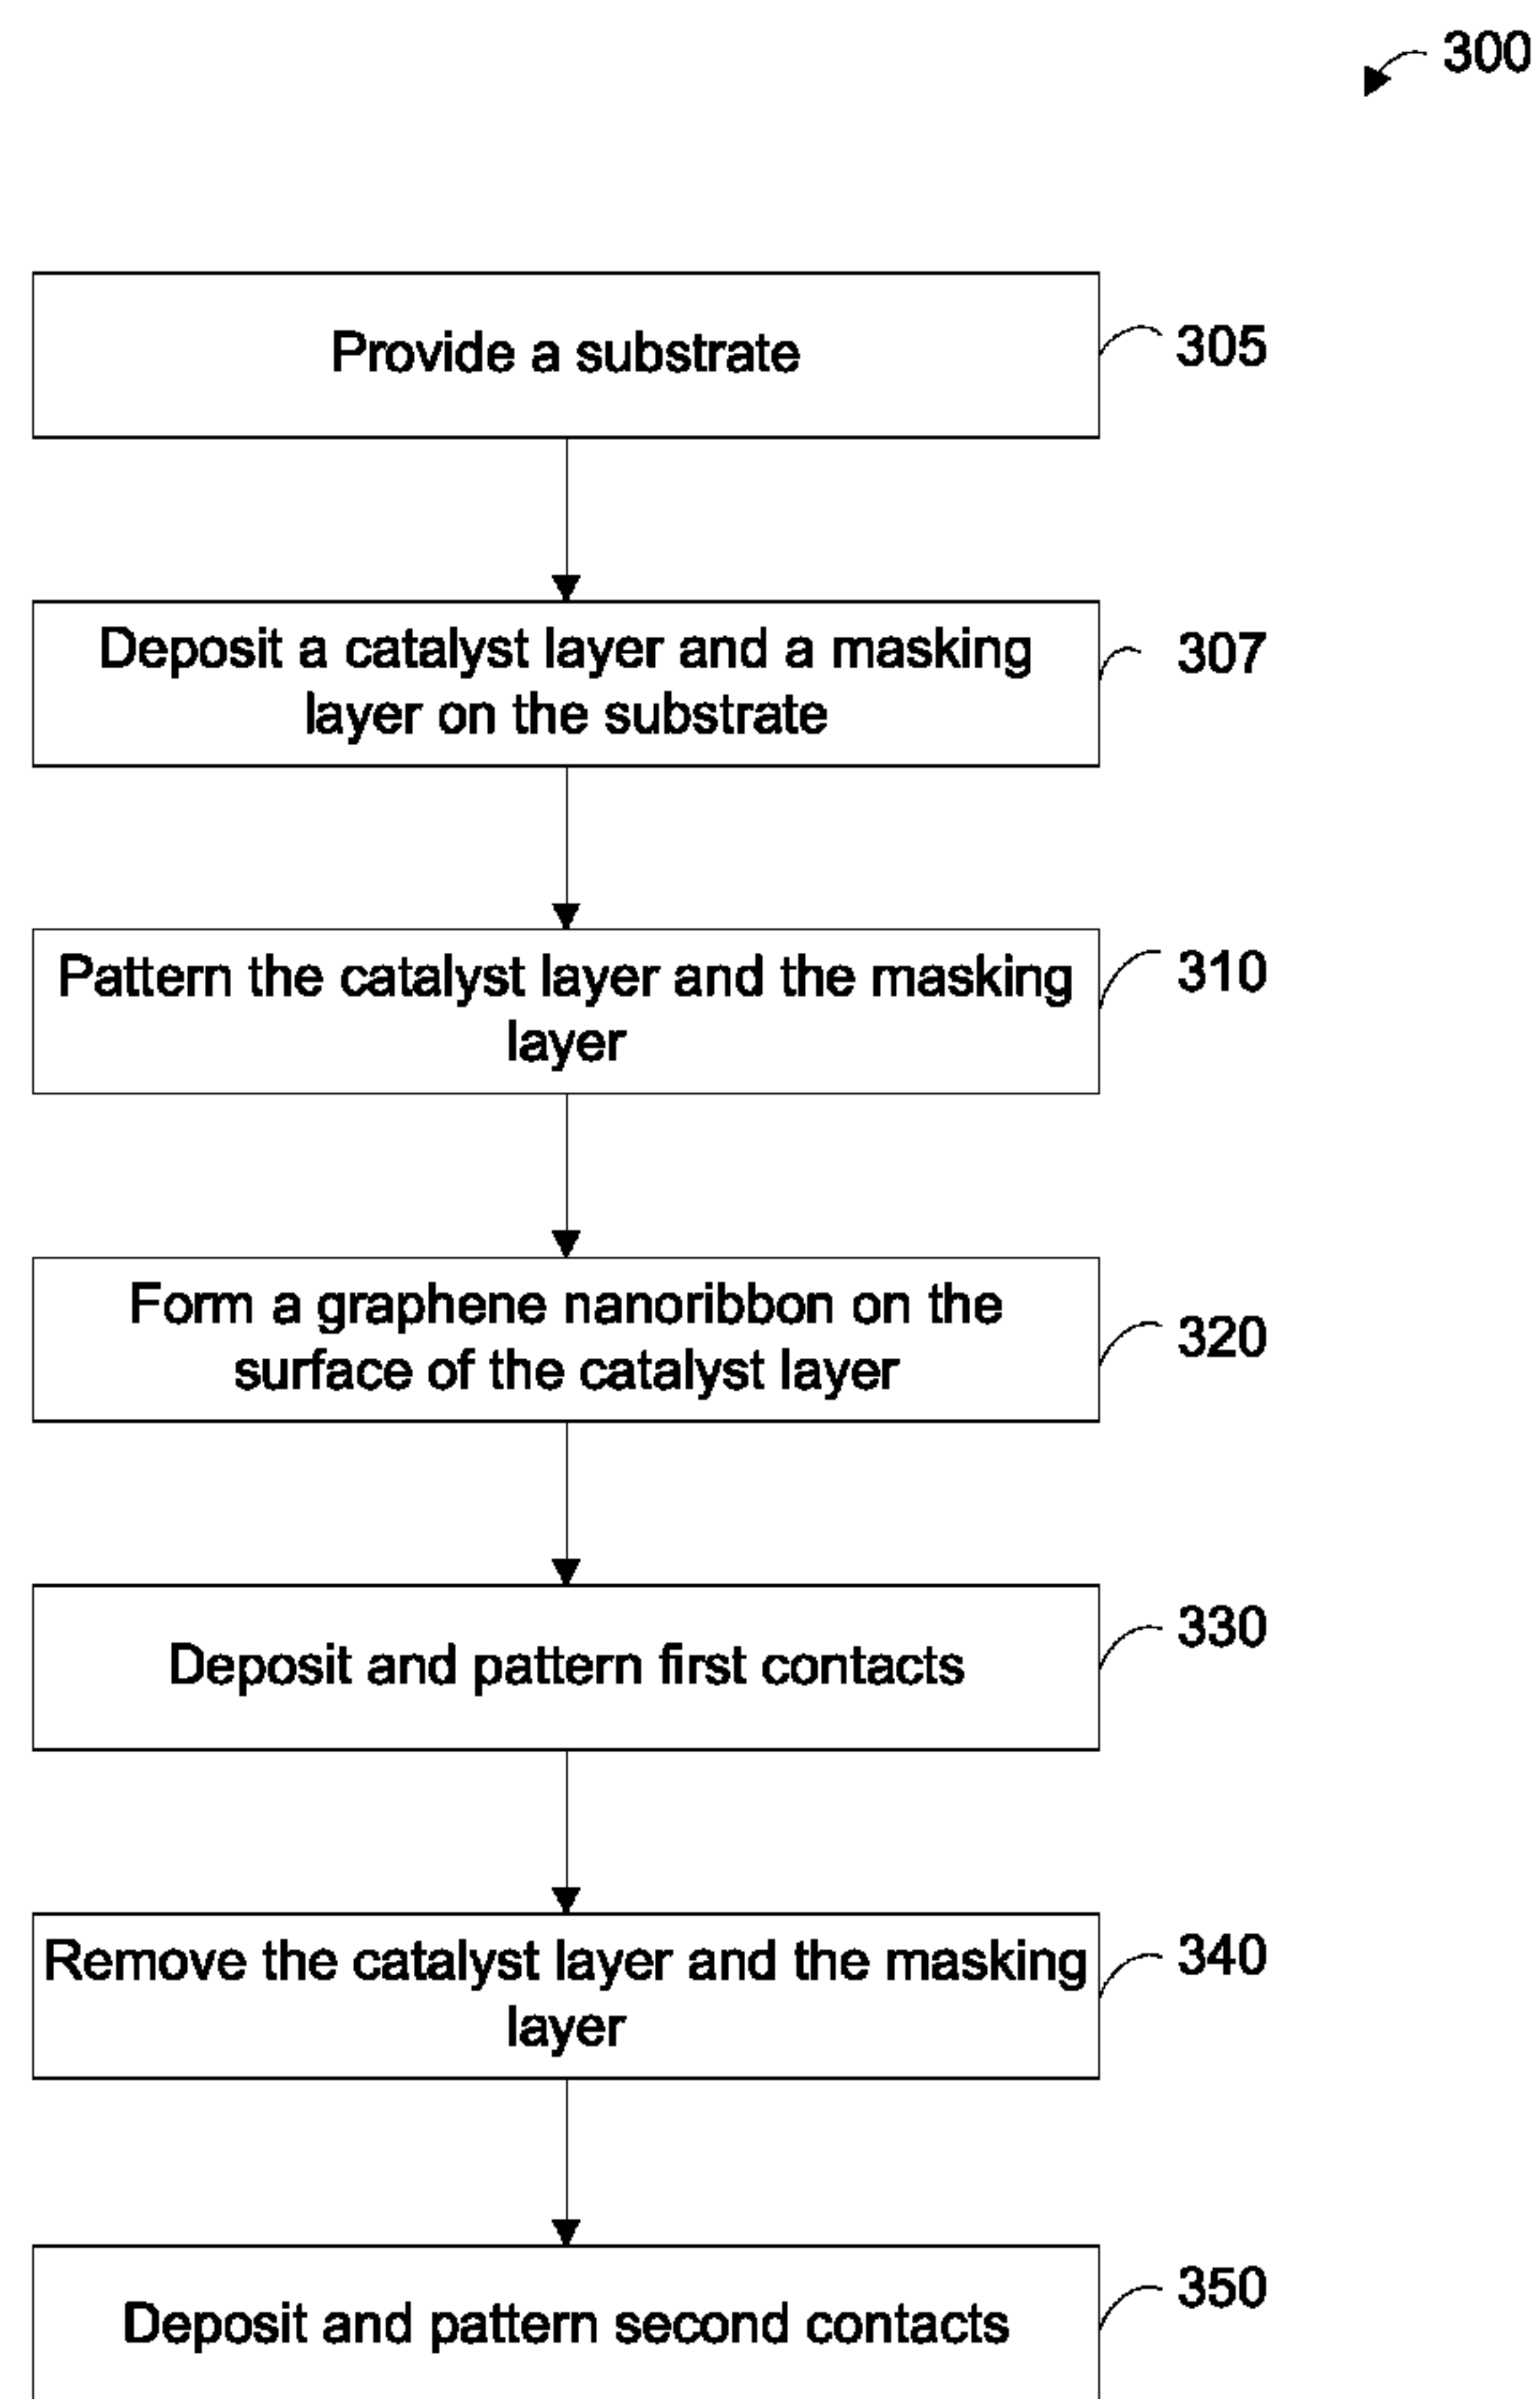 300
Provide a substrate
305
Deposit a catalyst layer and a masking
layer on the substrate
307
Pattern the catalyst layer and the masking
layer
310
Form a graphene nanoribbon on the
surface of the catalyst layer
320
Deposit and pattern first contacts
330
Remove the catalyst layer and the masking
layer
340
Deposit and pattern second contacts
350